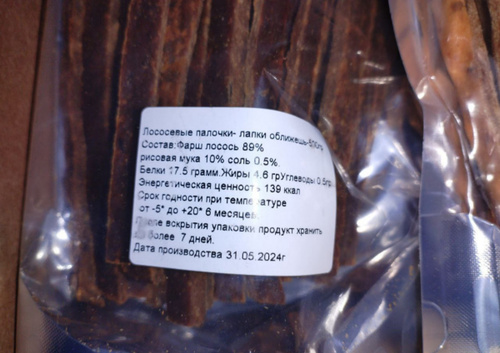 Лососевые палочки- лапки оближешь-500гр
Состав:Фарш лосось 89%
рисовая мука 10% соль 0.5%
Белки 17.5 грамм.Жиры 4.6 грУглеводы 0.5гр.
Энергетическая ценность 139 ккал
Срок годности при температуре
от -5* до +20* 6 месяцев.
После вскрытия упаковки продукт хранить
не более 7 дней.
Дата производства 31.05.2024г